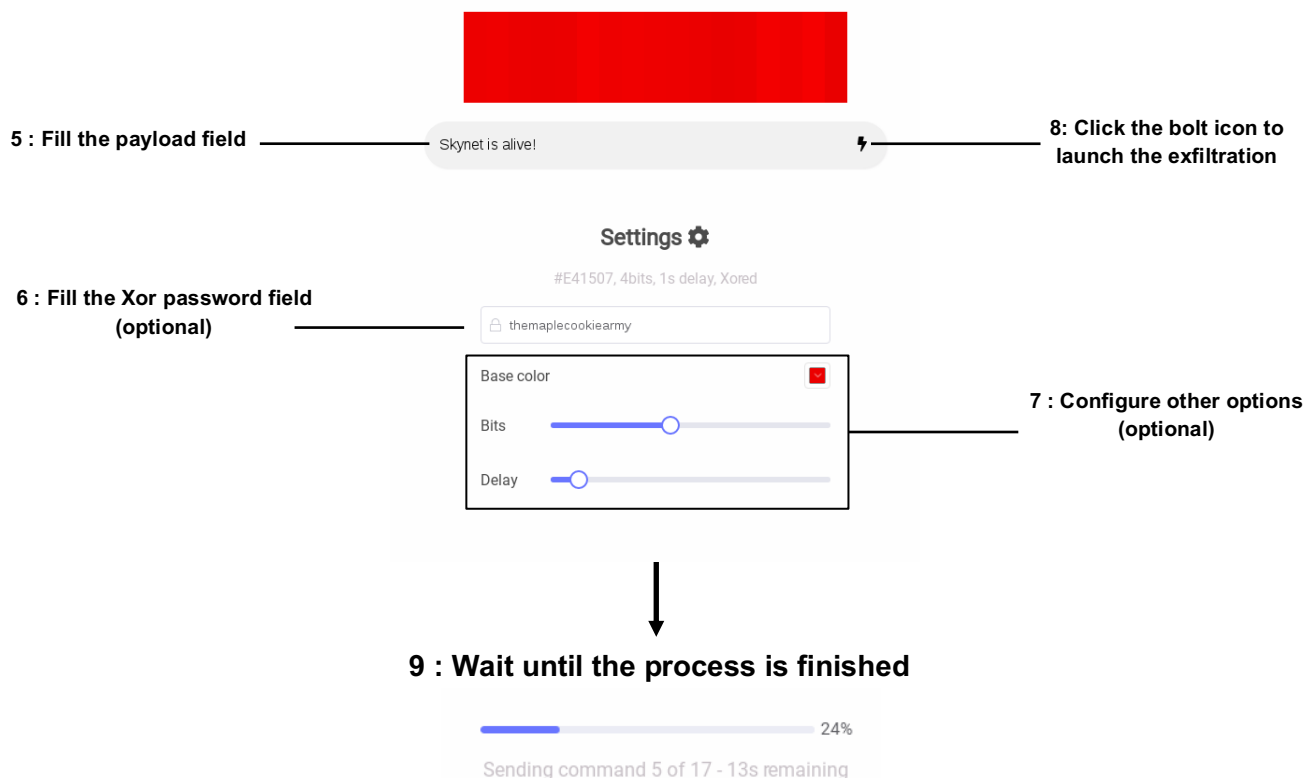 5 : Fill the payload field
Skynet is alive!
8: Click the bolt icon to
launch the exfiltration
Settings
#E41507, 4bits, 1s delay, Xored
6 : Fill the Xor password field
(optional)
themaplecookiearmy
Base color
Bits
Delay
7 : Configure other options
(optional)
9 : Wait until the process is finished
24%
Sending command 5 of 17 - 13s remaining